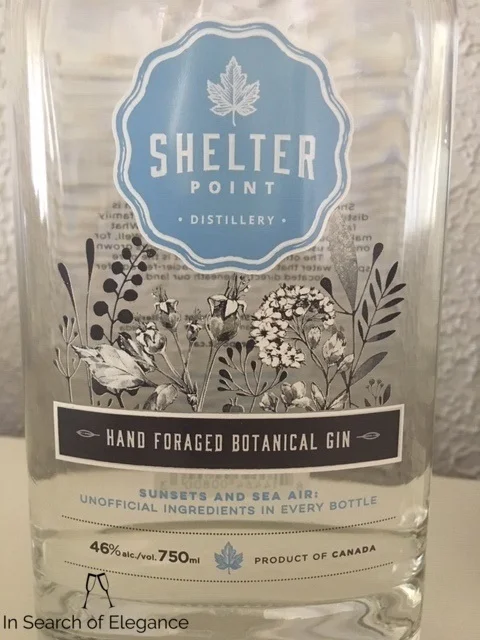 SHELTER
POINT
• DISTILLERY •
HAND FORAGED BOTANICAL GIN
SUNSETS AND SEA AIR:
UNOFFICIAL INGREDIENTS IN EVERY BOTTLE
46% alc./vol. 750ml PRODUCT OF CANADA
In Search of Elegance